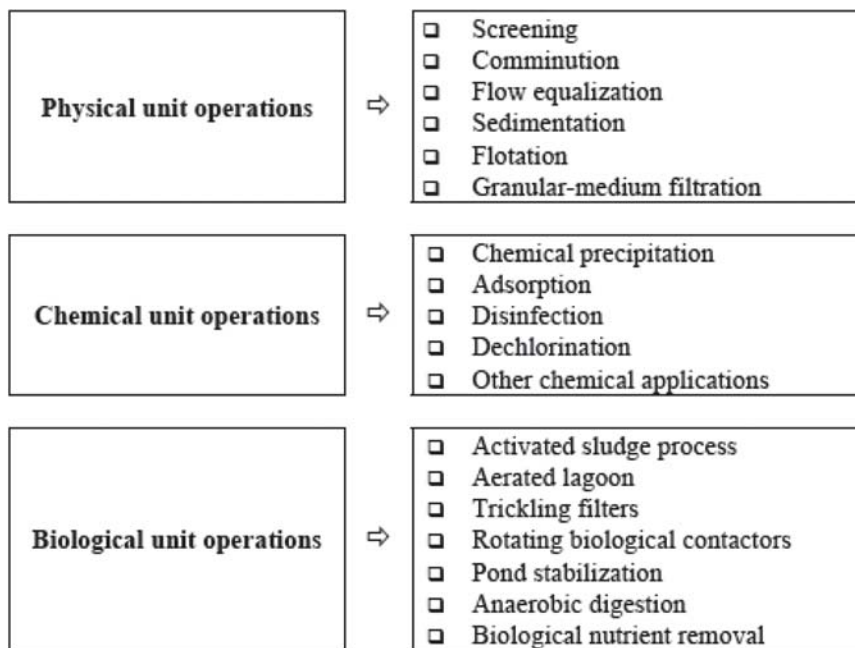 Physical unit operations
❑ Screening
❑ Comminution
❑ Flow equalization
❑ Sedimentation
❑ Flotation
❑ Granular-medium filtration
Chemical unit operations
❑ Chemical precipitation
❑ Adsorption
❑ Disinfection
❑ Dechlorination
❑ Other chemical applications
Biological unit operations
❑ Activated sludge process
❑ Aerated lagoon
❑ Trickling filters
❑ Rotating biological contactors
❑ Pond stabilization
❑ Anaerobic digestion
❑ Biological nutrient removal